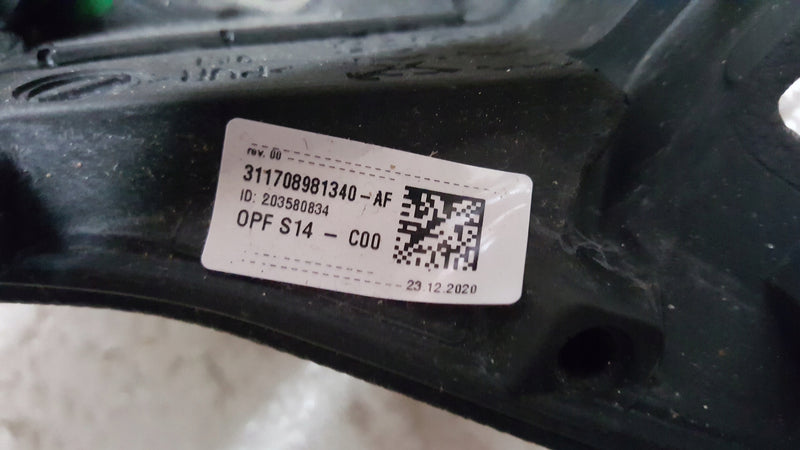 rev. 00
311708981340-AF
ID: 203580834
OPF S14 - C00
23.12.2020